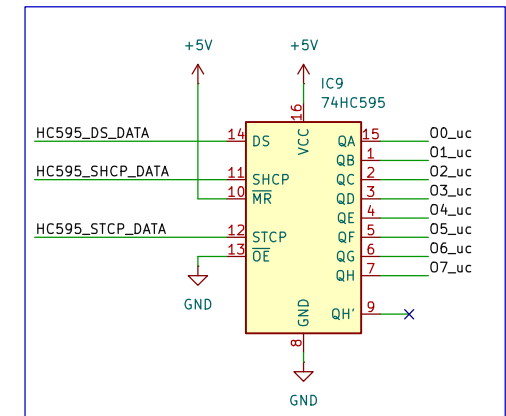 +5V +5V
IC9
74HC595
16
VCC
HC595_DS_DATA 14 DS QA 15 O0_uc
QB 1 O1_uc
HC595_SHCP_DATA 11 SHCP QC 2 O2_uc
10 MR QD 3 O3_uc
QE 4 O4_uc
HC595_STCP_DATA 12 STCP QF 5 O5_uc
13 OE QG 6 O6_uc
QH 7 O7_uc
GND
GND
QH' 9
8
GND